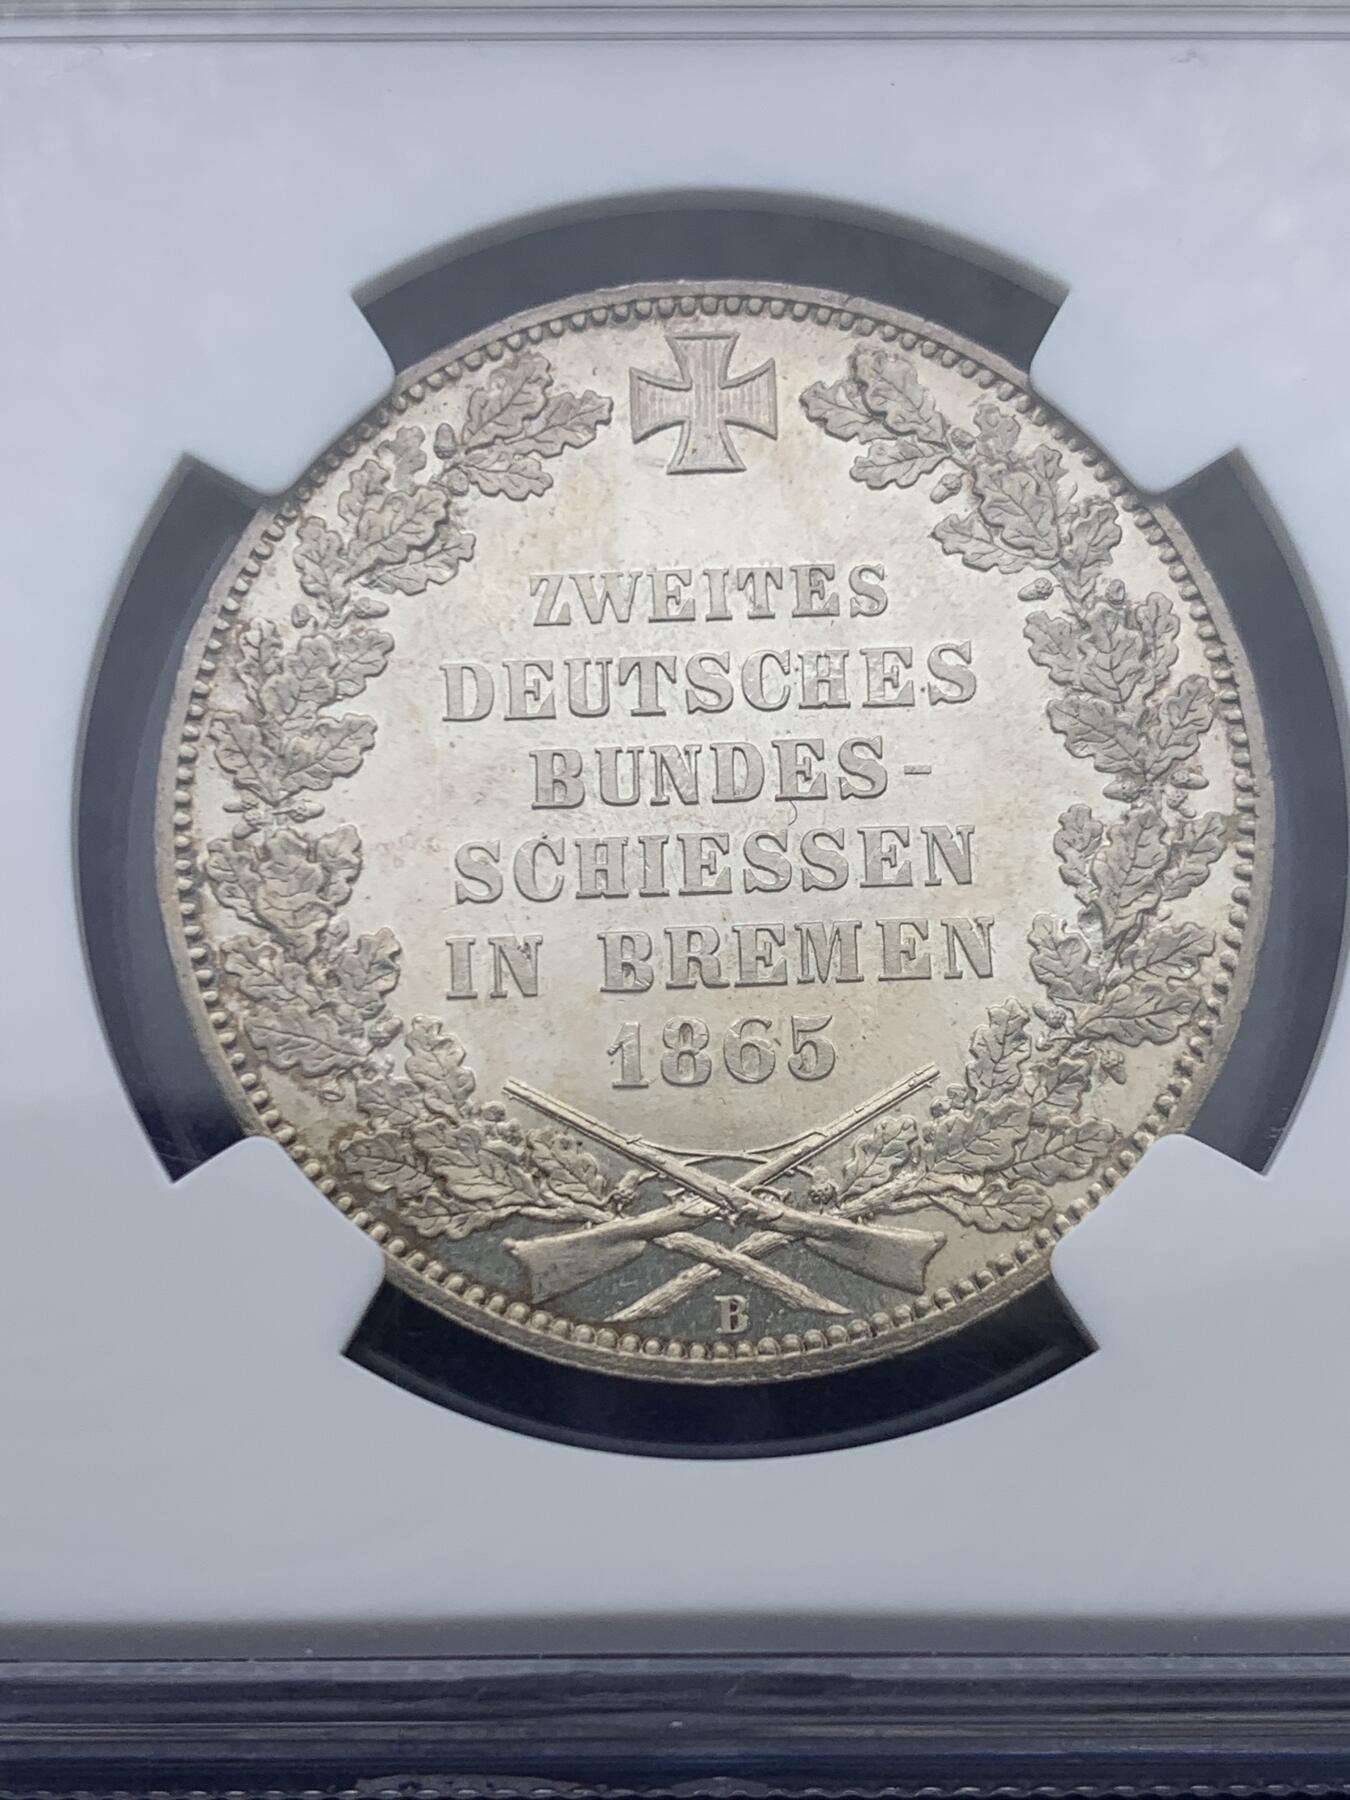 ZWEITES
DEUTSCHES
BUNDES-
SCHIESSEN
IN BREMEN
1865
B